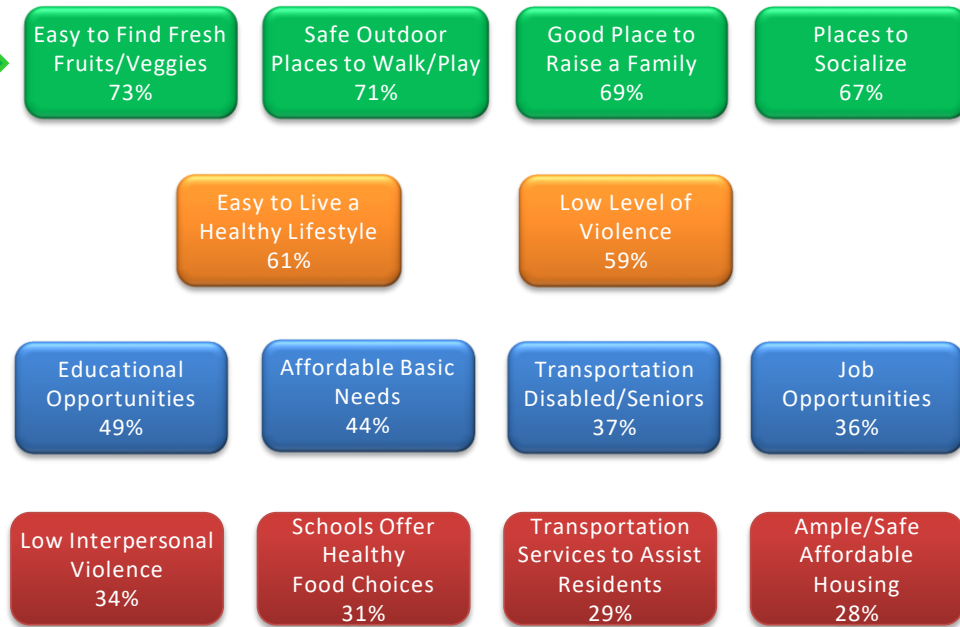 Easy to Find Fresh
Fruits/Veggies
73%
Safe Outdoor
Places to Walk/Play
71%
Good Place to
Raise a Family
69%
Places to
Socialize
67%
Easy to Live a
Healthy Lifestyle
61%
Low Level of
Violence
59%
Educational
Opportunities
49%
Affordable Basic
Needs
44%
Transportation
Disabled/Seniors
37%
Job
Opportunities
36%
Low Interpersonal
Violence
34%
Schools Offer
Healthy
Food Choices
31%
Transportation
Services to Assist
Residents
29%
Ample/Safe
Affordable
Housing
28%